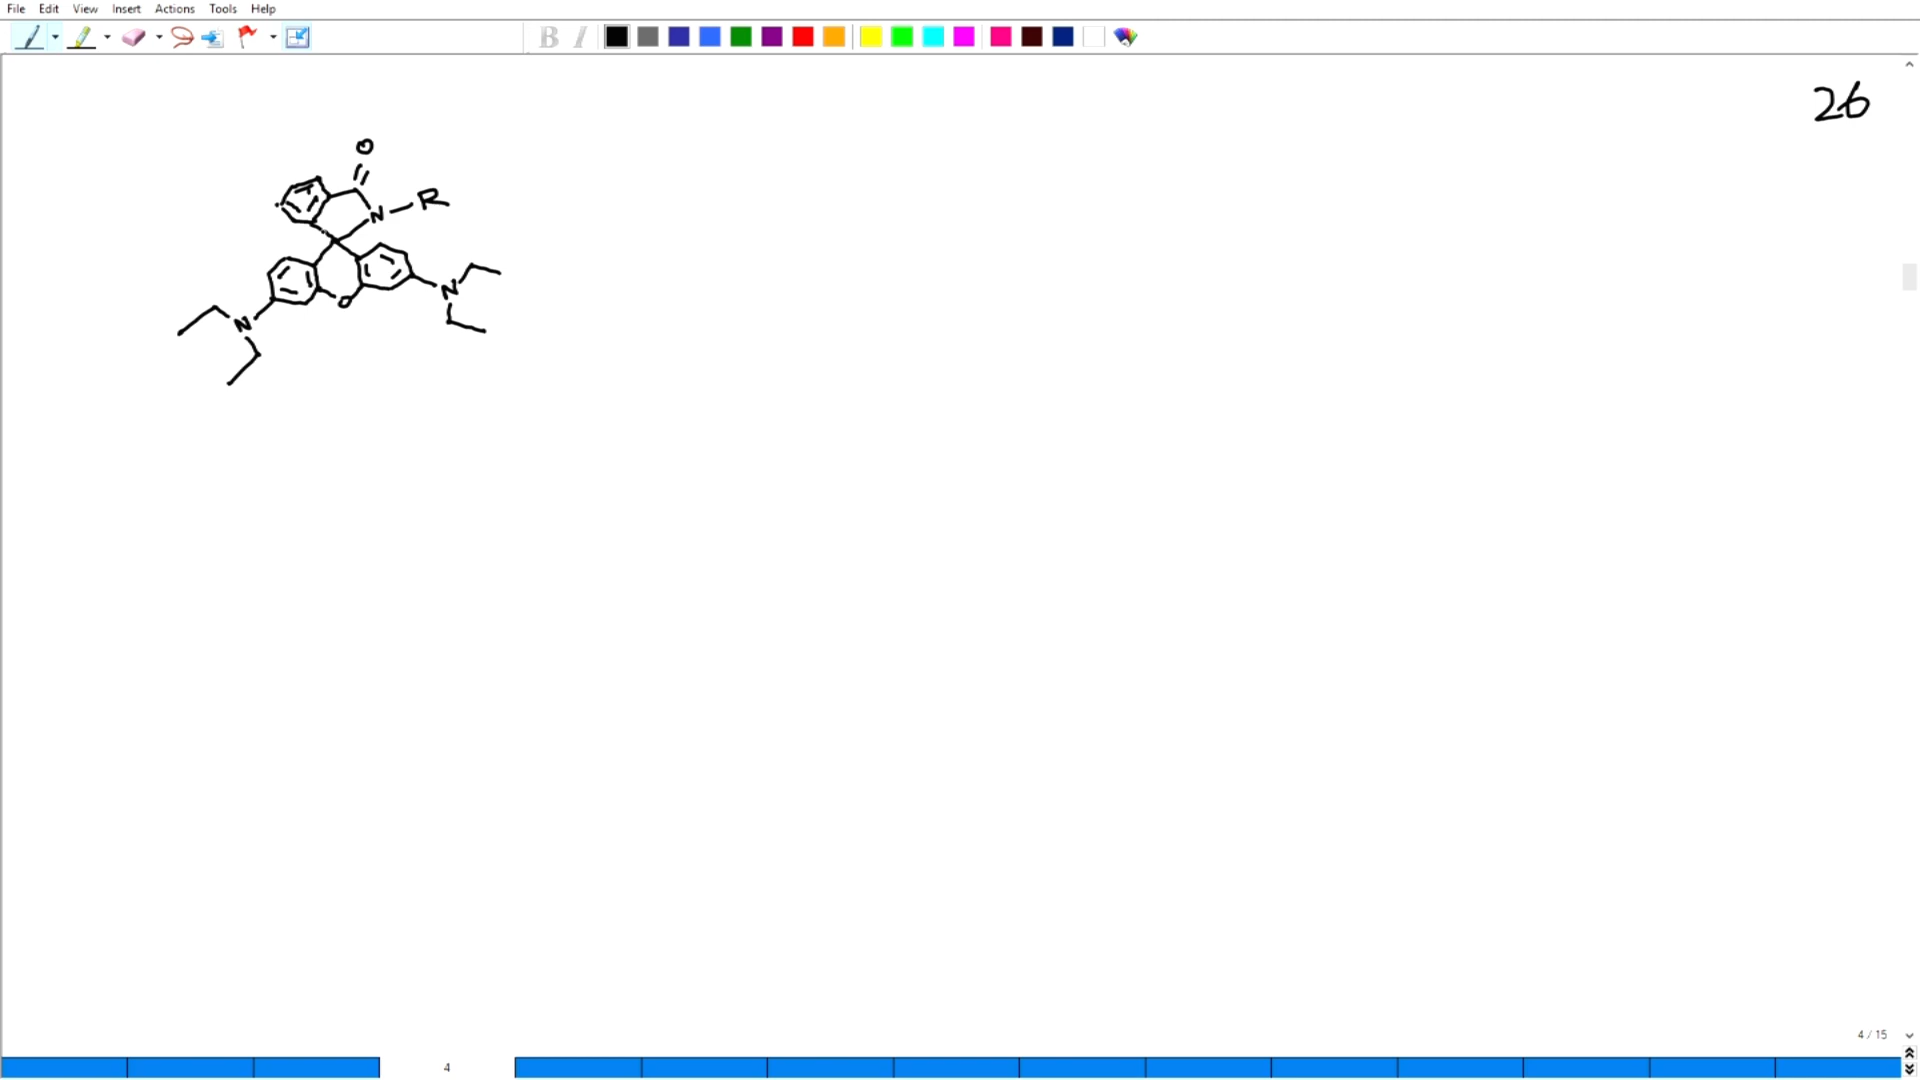 File Edit View Insert Actions Tools Help
B I
26
O
N-R
N
O
N
4 / 15
4